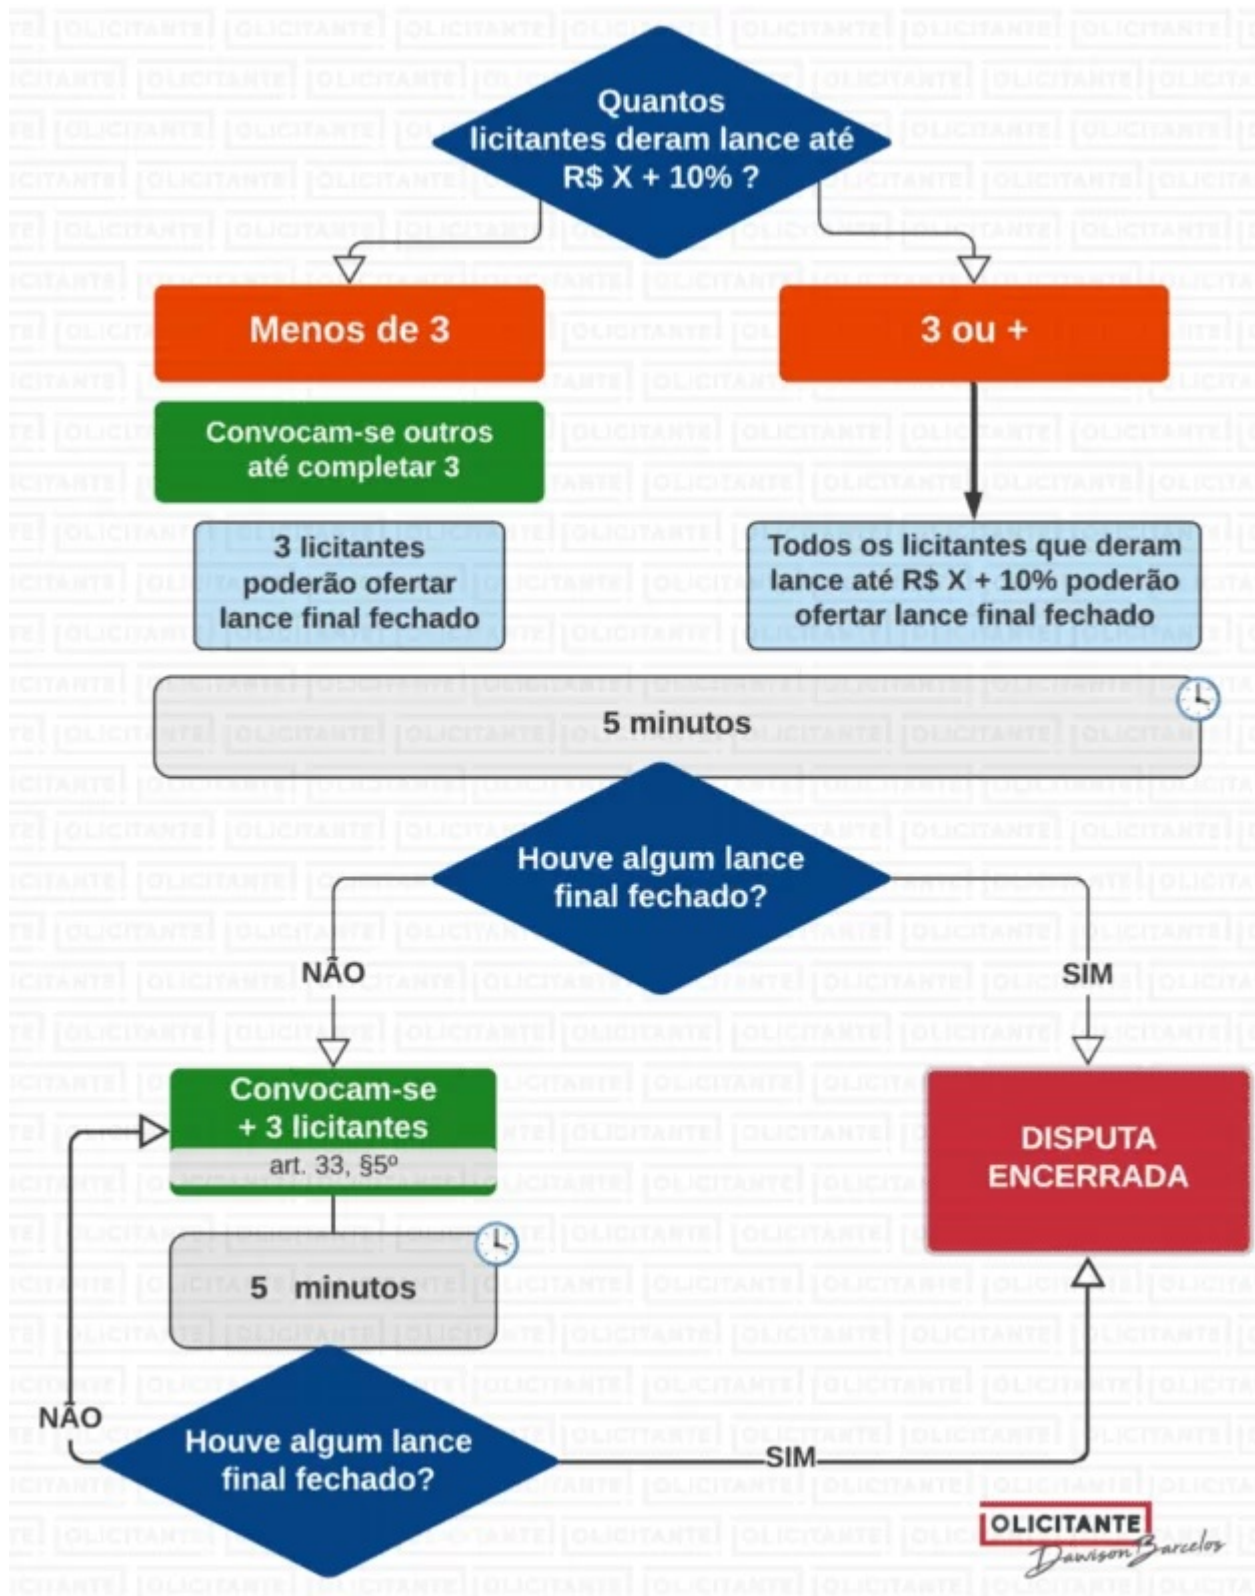 Quantos
licitantes deram lance até
R$ X + 10% ?
Menos de 3
3 ou +
Convocam-se outros
até completar 3
3 licitantes
poderão ofertar
lance final fechado
Todos os licitantes que deram
lance até R$ X + 10% poderão
ofertar lance final fechado
5 minutos
Houve algum lance
final fechado?
NÃO
SIM
Convocam-se
+ 3 licitantes
art. 33, §5º
DISPUTA
ENCERRADA
5 minutos
NÃO
Houve algum lance
final fechado?
SIM
OLICITANTE
Dawison Barcelos